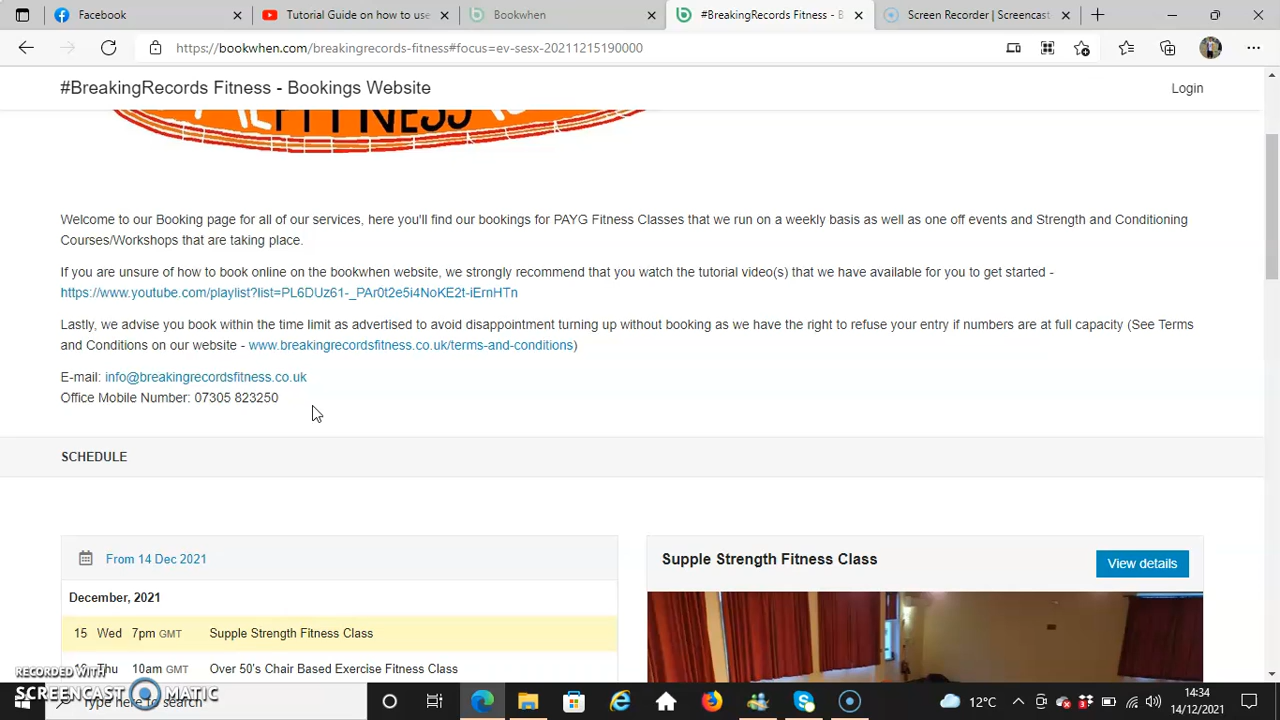 Facebook
Tutorial Guide on how to use
Bookwhen
#BreakingRecords Fitness - B
Screen Recorder | Screencast
https://bookwhen.com/breakingrecords-fitness#focus=ev-sesx-20211215190000
#BreakingRecords Fitness - Bookings Website
Login
FITNESS
Welcome to our Booking page for all of our services, here you'll find our bookings for PAYG Fitness Classes that we run on a weekly basis as well as one off events and Strength and Conditioning
Courses/Workshops that are taking place.
If you are unsure of how to book online on the bookwhen website, we strongly recommend that you watch the tutorial video(s) that we have available for you to get started -
https://www.youtube.com/playlist?list=PL6DUz61-_PAr0t2e5i4NoKE2t-iErnHTn
Lastly, we advise you book within the time limit as advertised to avoid disappointment turning up without booking as we have the right to refuse your entry if numbers are at full capacity (See Terms
and Conditions on our website - www.breakingrecordsfitness.co.uk/terms-and-conditions)
E-mail: info@breakingrecordsfitness.co.uk
Office Mobile Number: 07305 823250
SCHEDULE
From 14 Dec 2021
Supple Strength Fitness Class
View details
December, 2021
15 Wed 7pm GMT Supple Strength Fitness Class
Thu 10am GMT Over 50's Chair Based Exercise Fitness Class
RECORDED WITH
SCREENCAST MATIC
Type here to search
12°C
14:34
14/12/2021